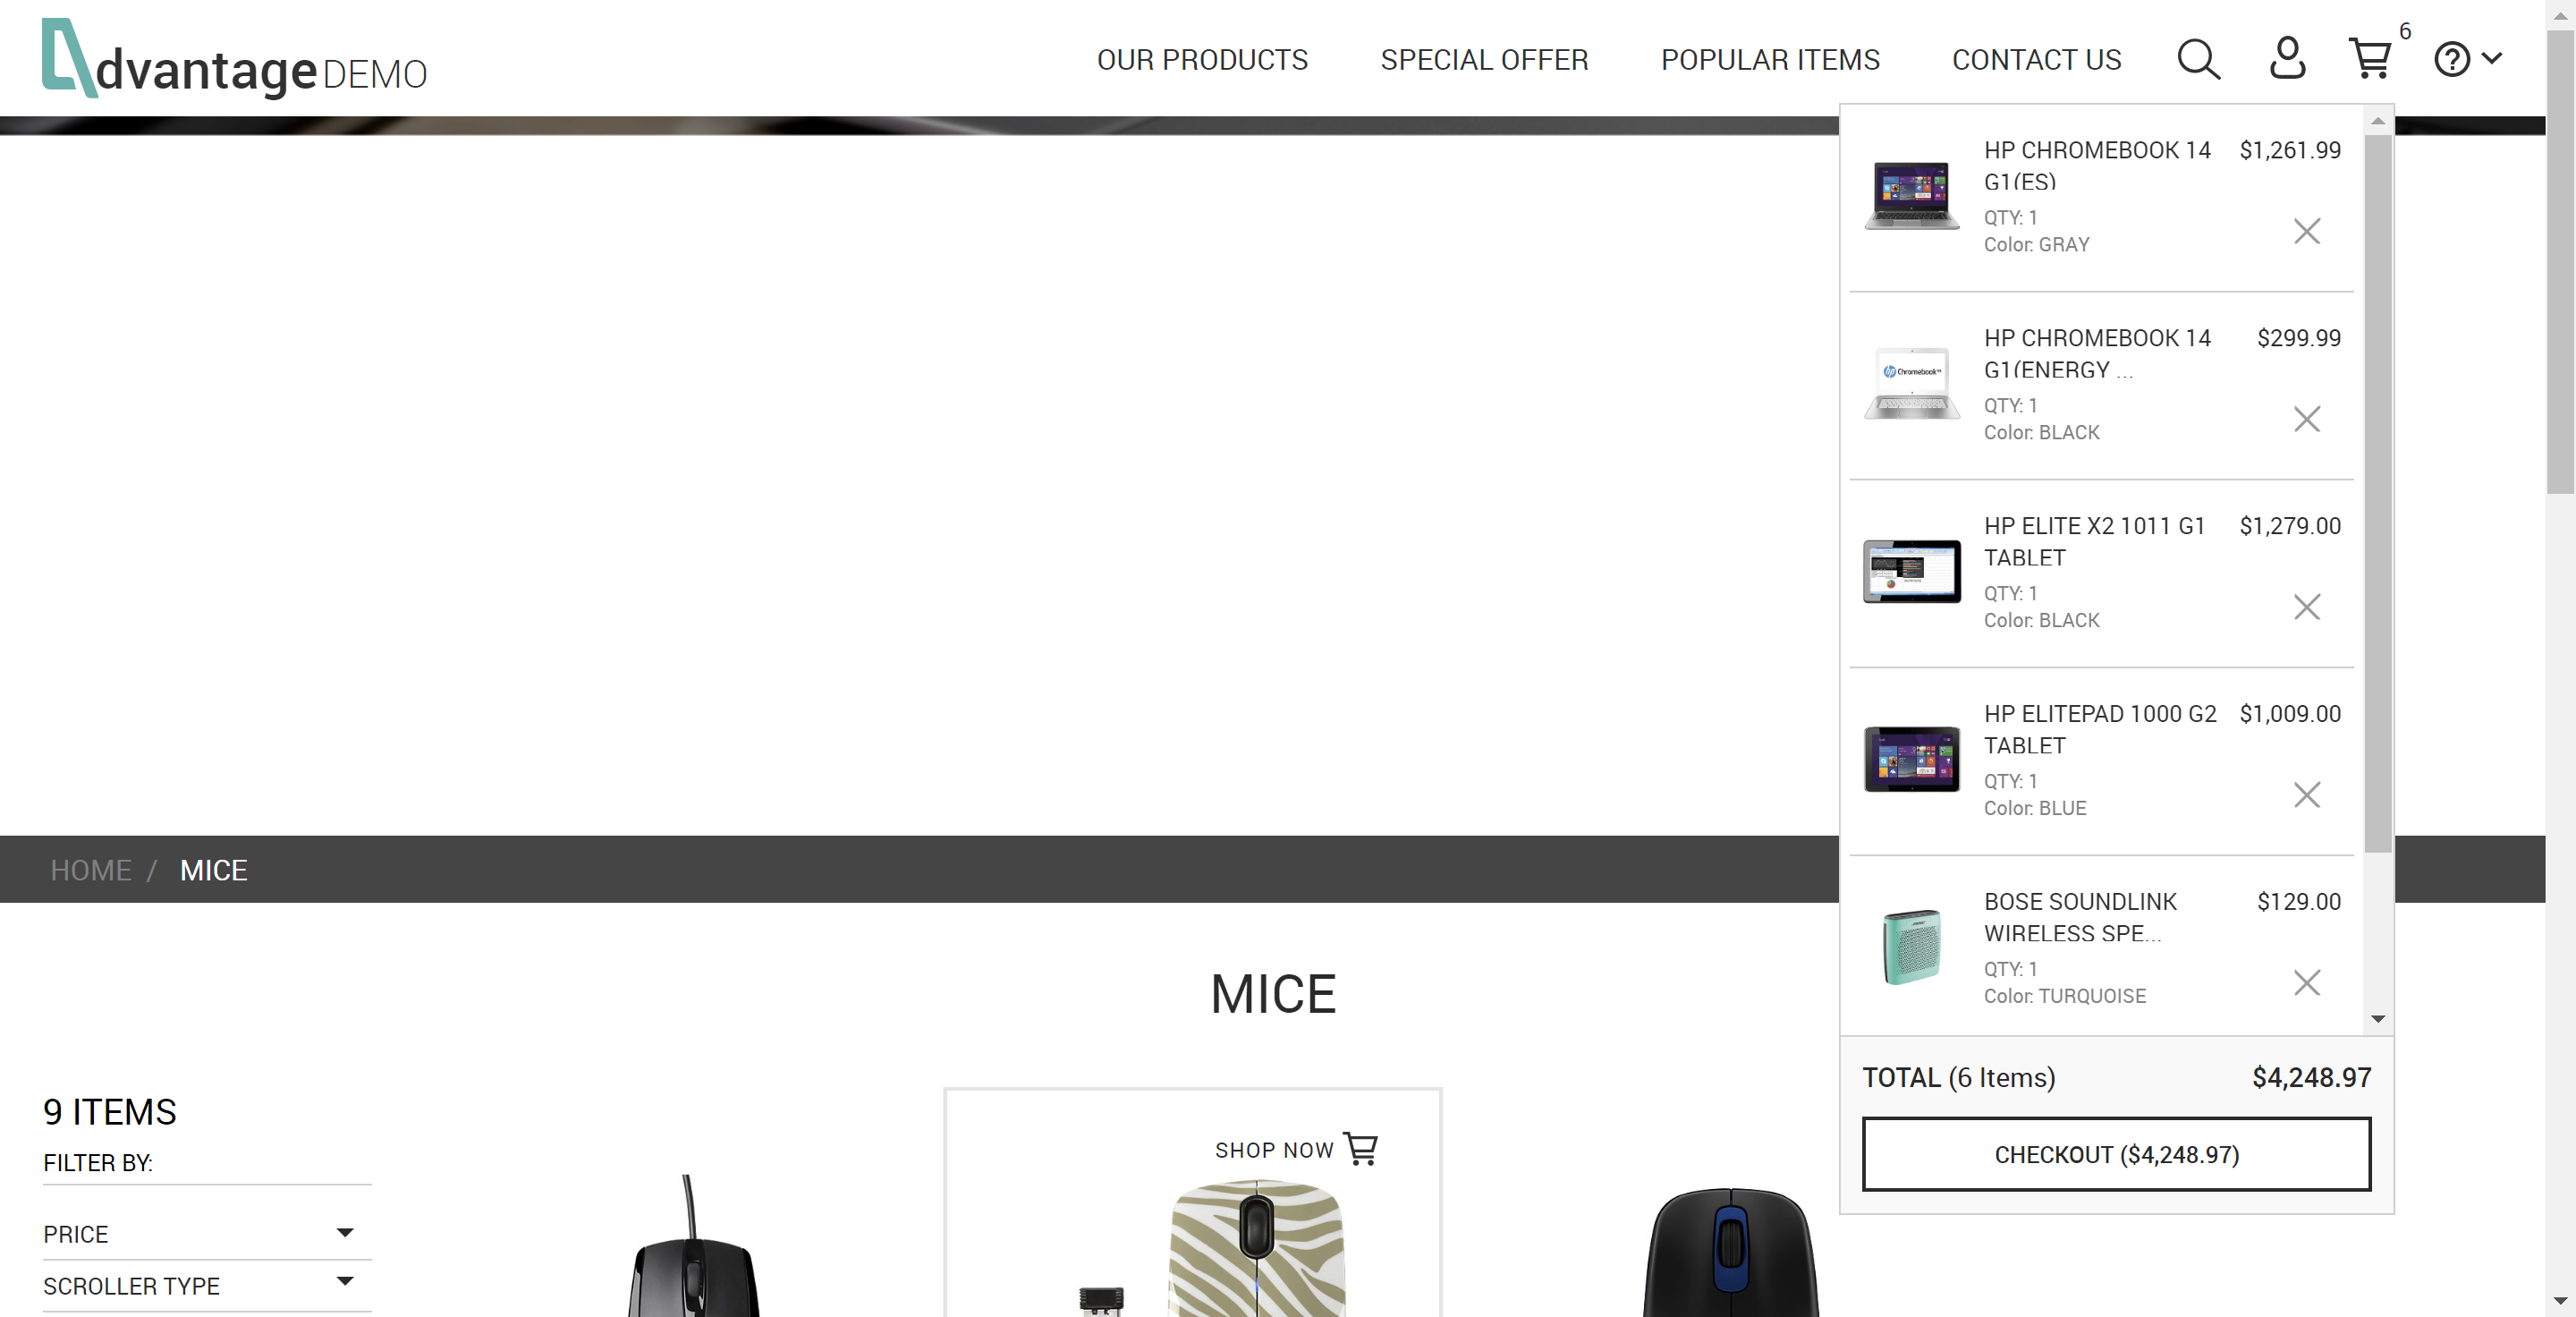 dvantage DEMO
OUR PRODUCTS
SPECIAL OFFER
POPULAR ITEMS
CONTACT US
6
HP CHROMEBOOK 14 $1,261.99
G1(ES)
QTY: 1
Color: GRAY
HP CHROMEBOOK 14 $299.99
G1(ENERGY ...
QTY: 1
Color: BLACK
HP ELITE X2 1011 G1 $1,279.00
TABLET
QTY: 1
Color: BLACK
HP ELITEPAD 1000 G2 $1,009.00
TABLET
QTY: 1
Color: BLUE
BOSE SOUNDLINK $129.00
WIRELESS SPE...
QTY: 1
Color: TURQUOISE
TOTAL (6 Items) $4,248.97
CHECKOUT ($4,248.97)
HOME / MICE
MICE
9 ITEMS
FILTER BY:
PRICE
SCROLLER TYPE
SHOP NOW
hp Chromebook